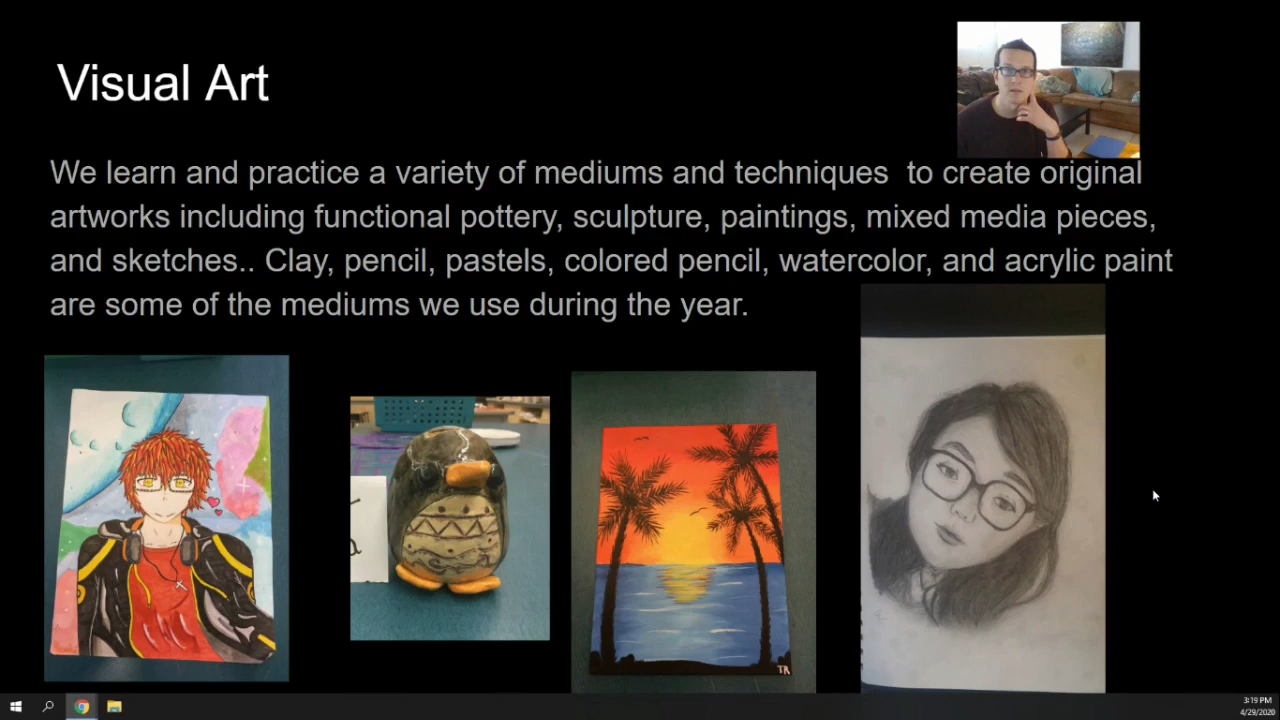 Visual Art
We learn and practice a variety of mediums and techniques  to create original
artworks including functional pottery, sculpture, paintings, mixed media pieces,
and sketches.. Clay, pencil, pastels, colored pencil, watercolor, and acrylic paint
are some of the mediums we use during the year.
TR
3:19 PM
4/29/2020